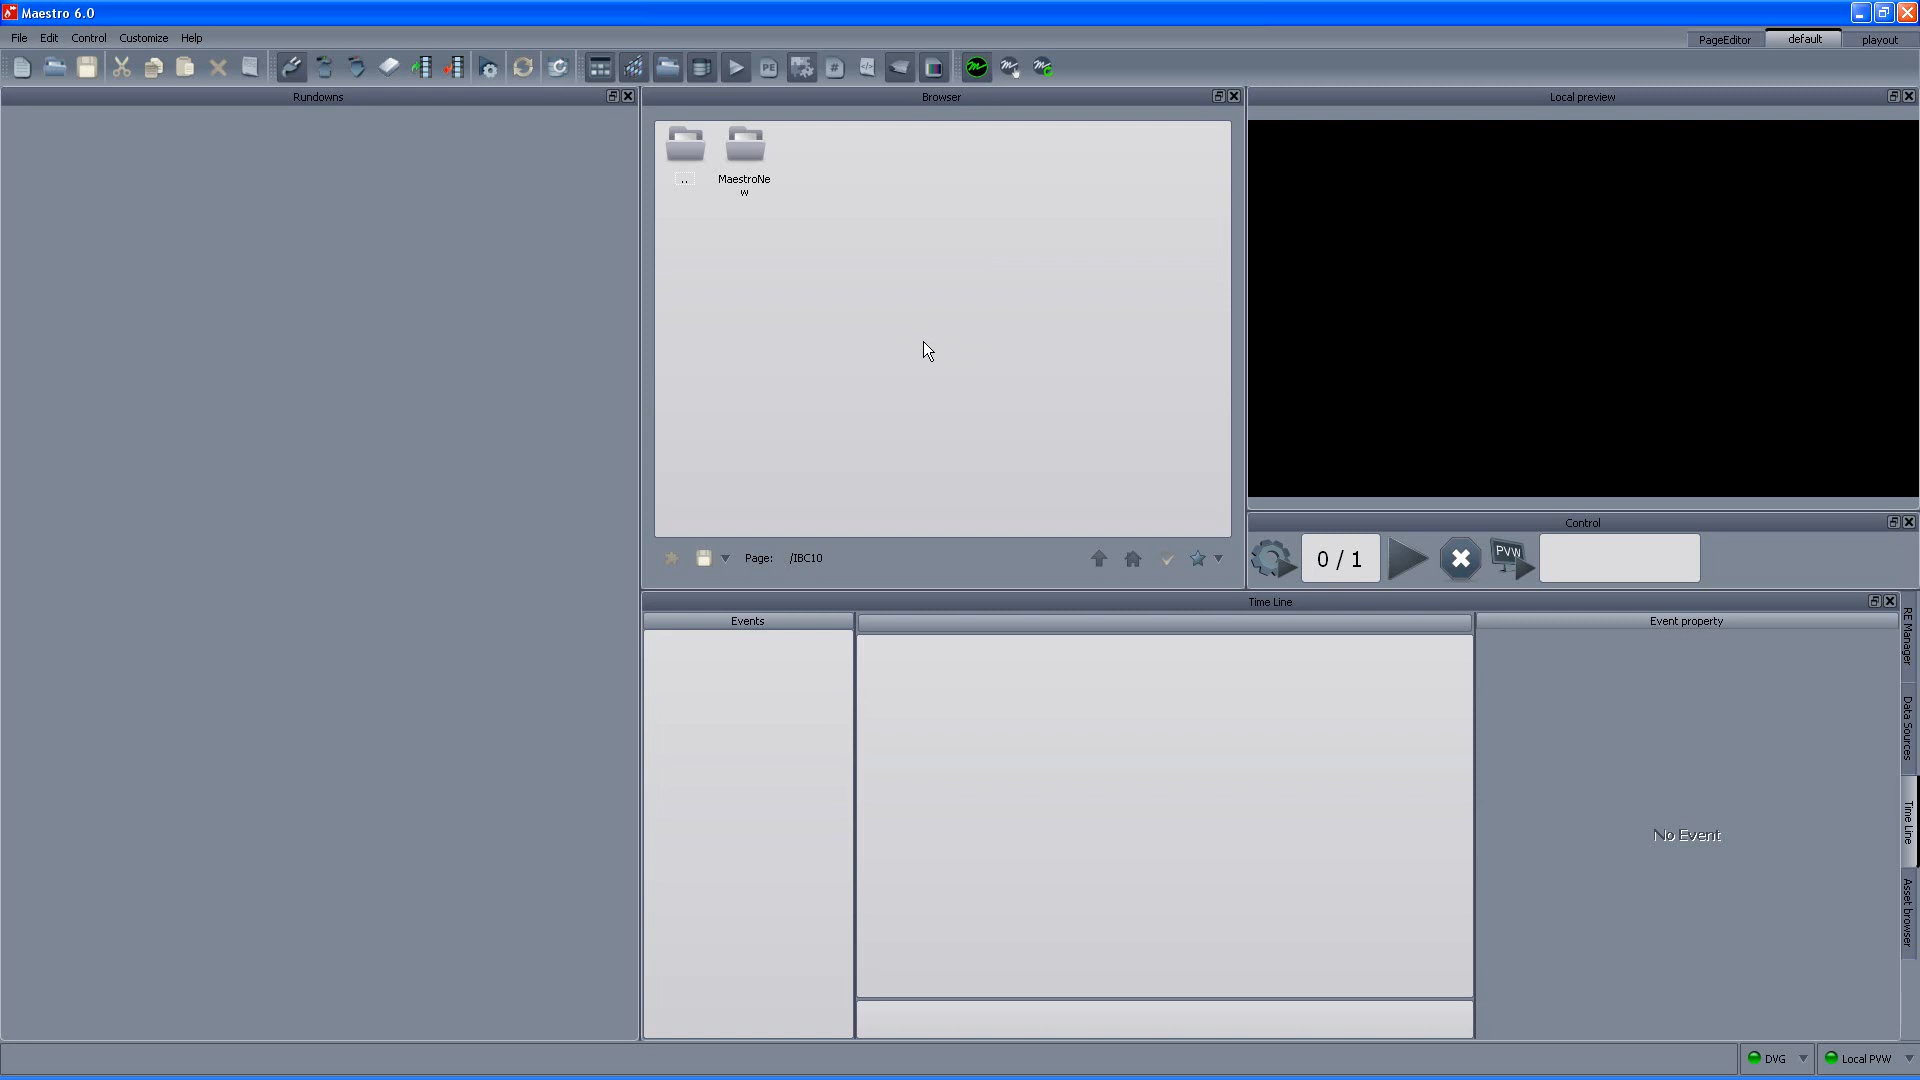 Maestro 6.0
File Edit Control Customize Help
PageEditor default playout
PE # </>
Rundowns
Browser
Local preview
..
MaestroNe
w
Page: /IBC10
Control
0 / 1
PVW
Time Line
Events
Event property
No Event
RE Manager
Data Sources
Time Line
Asset browser
DVG
Local PVW